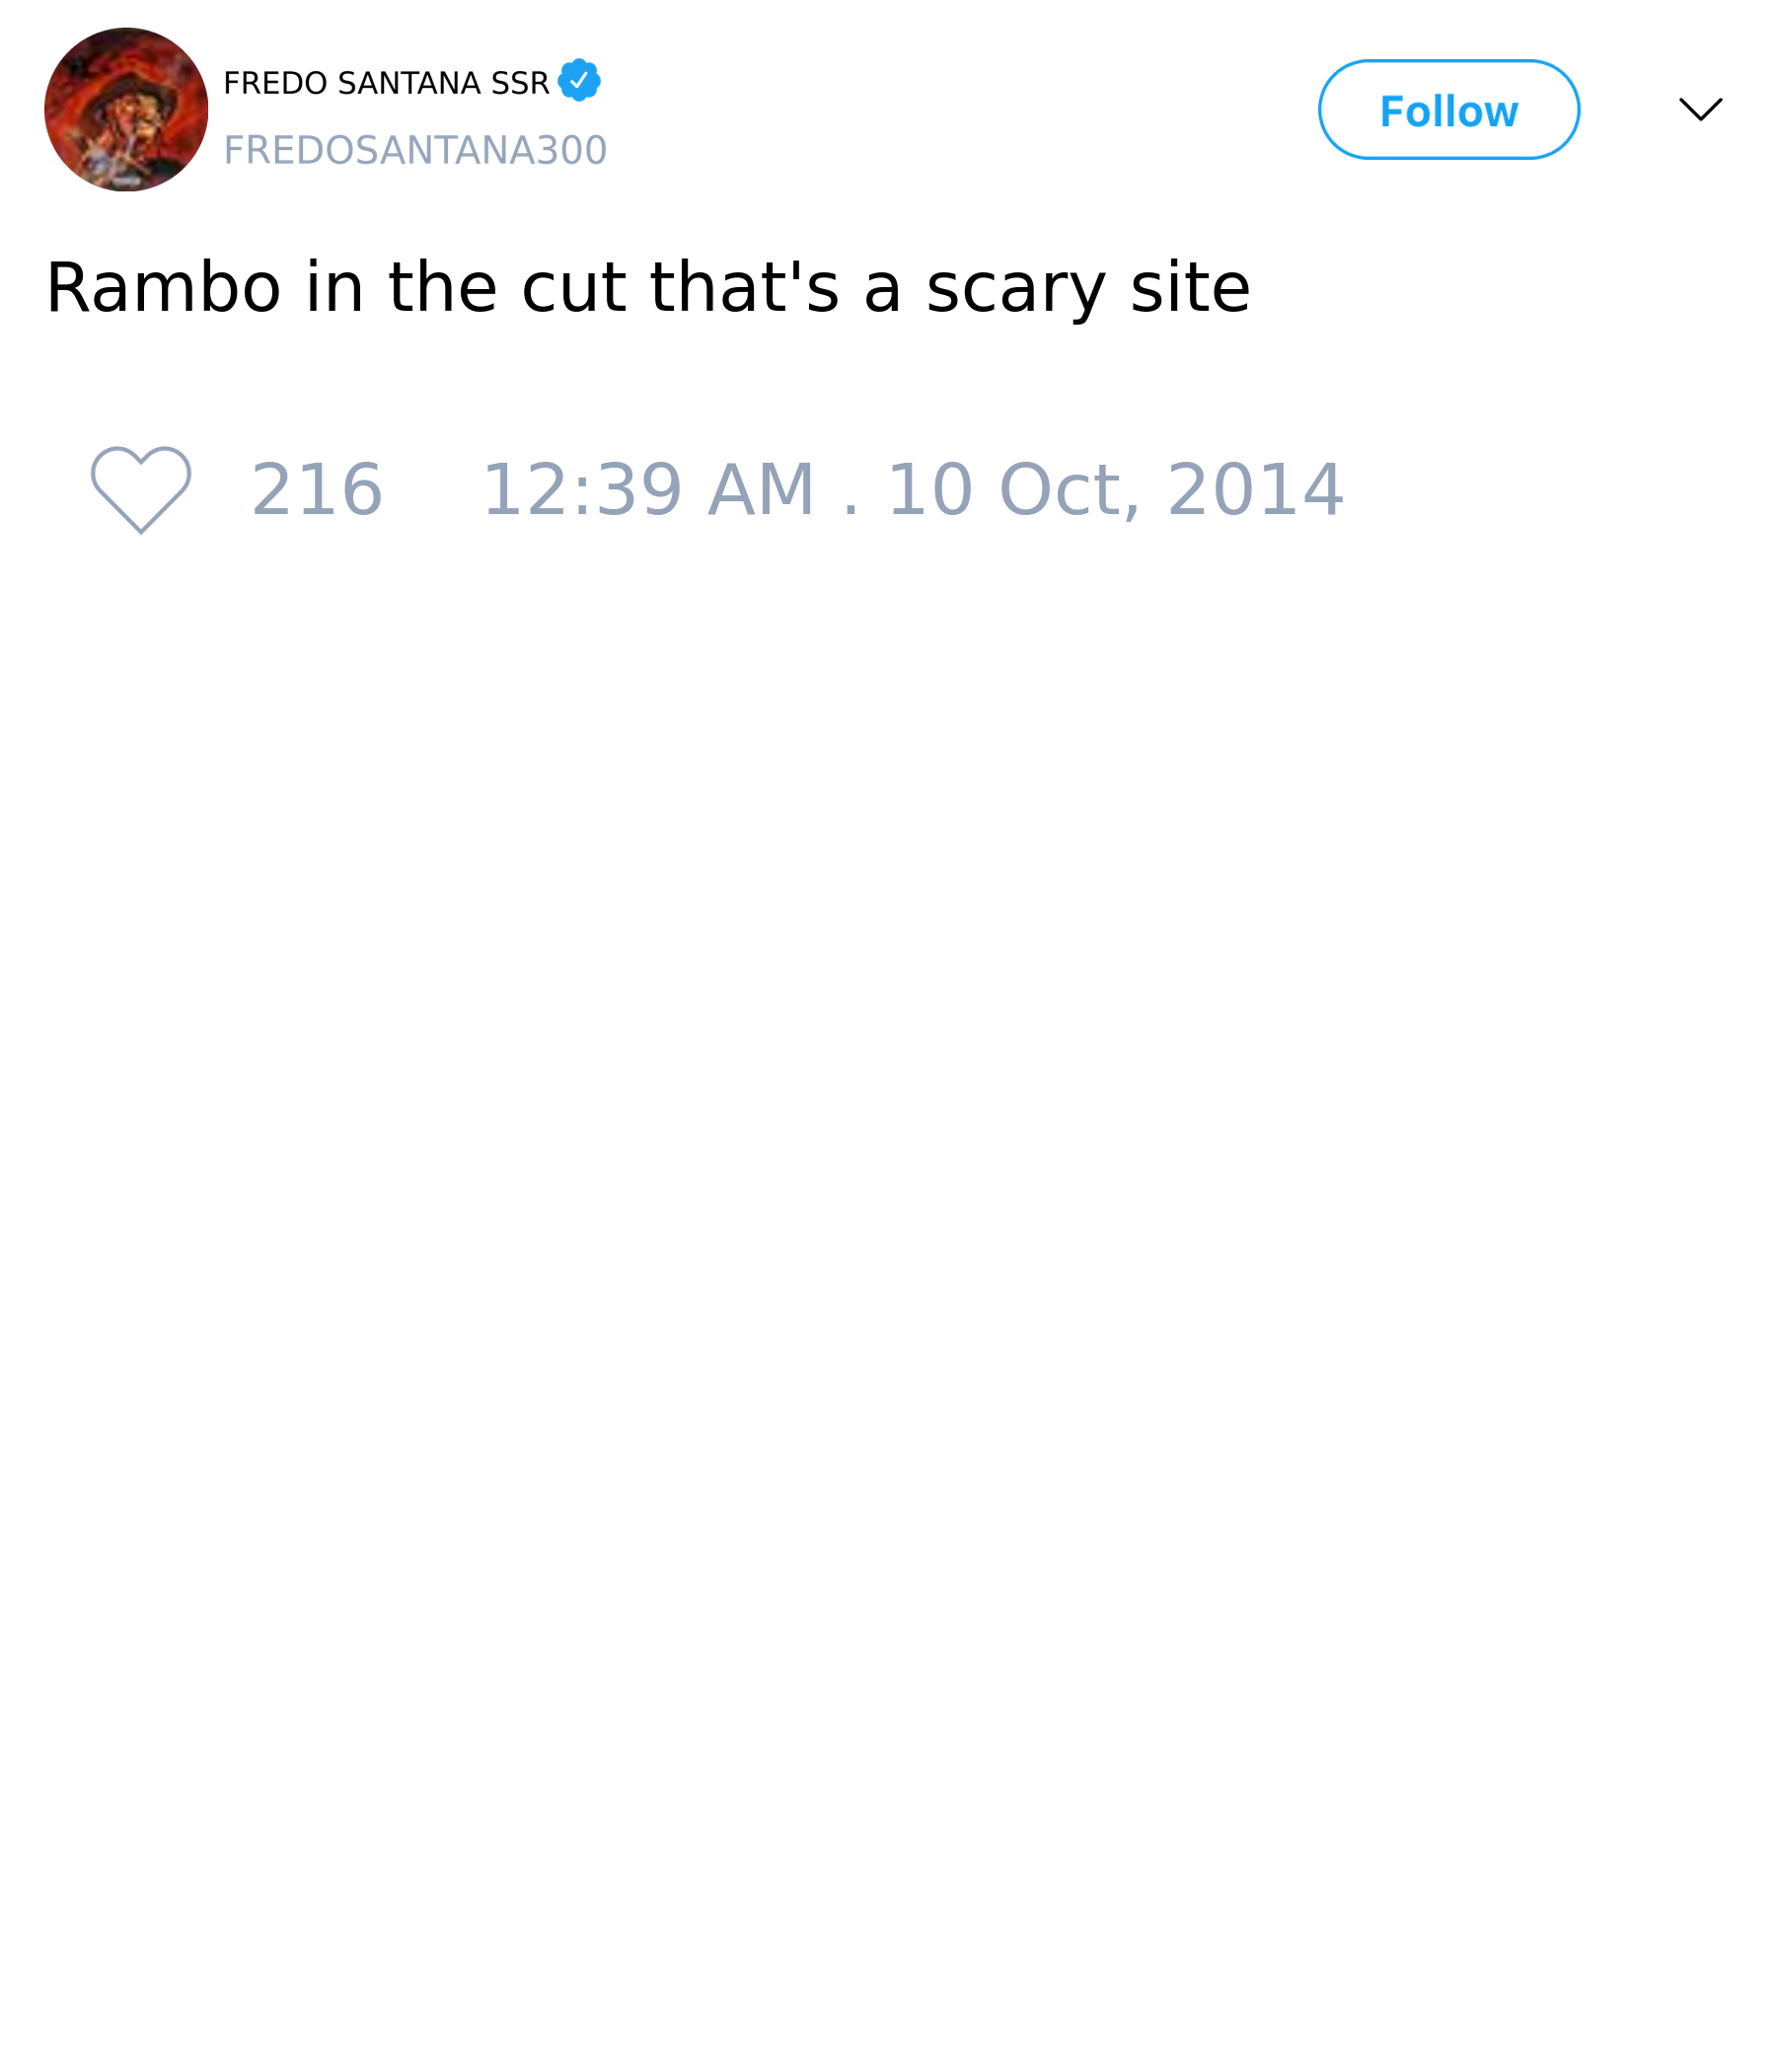 FREDO SANTANA SSR
FREDOSANTANA300
Follow
Rambo in the cut that's a scary site
216 12:39 AM . 10 Oct, 2014